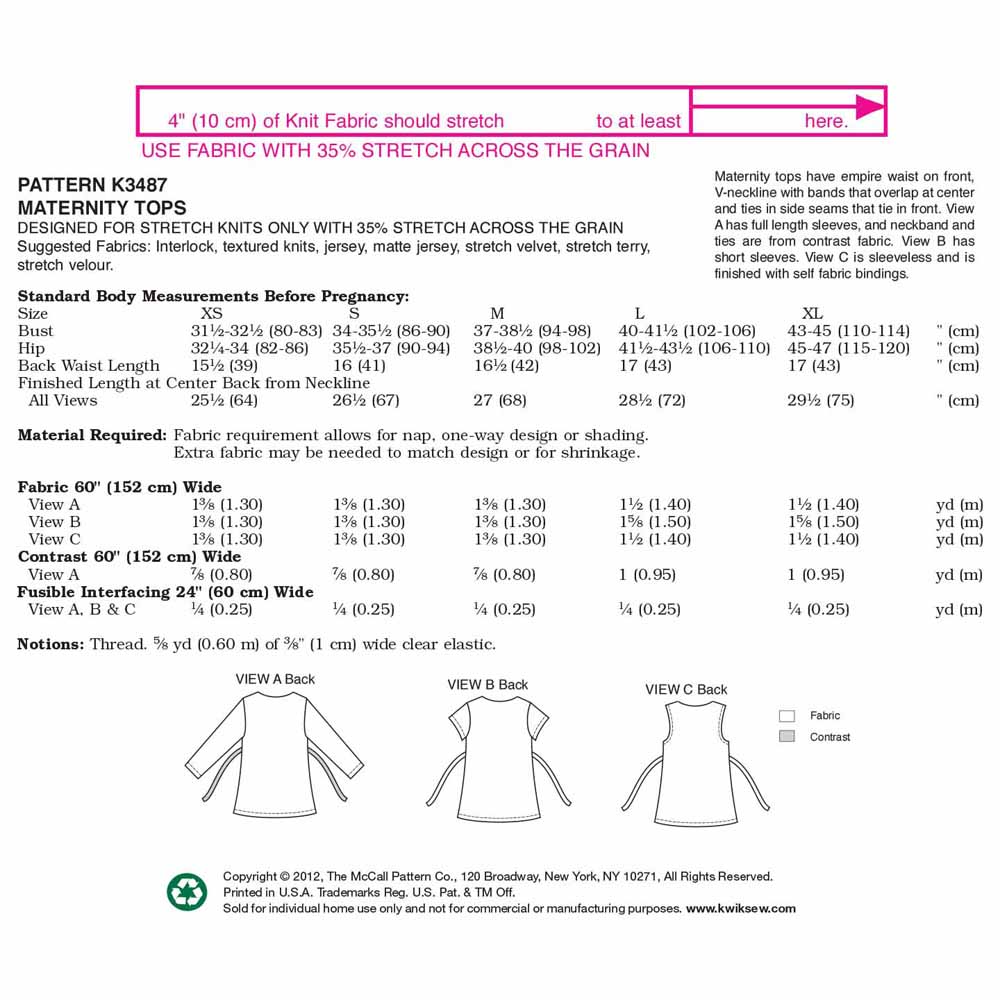 4" (10 cm) of Knit Fabric should stretch to at least here.
USE FABRIC WITH 35% STRETCH ACROSS THE GRAIN
PATTERN K3487
MATERNITY TOPS
DESIGNED FOR STRETCH KNITS ONLY WITH 35% STRETCH ACROSS THE GRAIN
Suggested Fabrics: Interlock, textured knits, jersey, matte jersey, stretch velvet, stretch terry,
stretch velour.
Maternity tops have empire waist on front,
V-neckline with bands that overlap at center
and ties in side seams that tie in front. View
A has full length sleeves, and neckband and
ties are from contrast fabric. View B has
short sleeves. View C is sleeveless and is
finished with self fabric bindings.
Standard Body Measurements Before Pregnancy:
Size XS S M L XL
Bust 31½-32½ (80-83) 34-35½ (86-90) 37-38½ (94-98) 40-41½ (102-106) 43-45 (110-114) " (cm)
Hip 32¼-34 (82-86) 35½-37 (90-94) 38½-40 (98-102) 41½-43½ (106-110) 45-47 (115-120) " (cm)
Back Waist Length 15½ (39) 16 (41) 16½ (42) 17 (43) 17 (43) " (cm)
Finished Length at Center Back from Neckline
All Views 25½ (64) 26½ (67) 27 (68) 28½ (72) 29½ (75) " (cm)
Material Required: Fabric requirement allows for nap, one-way design or shading.
Extra fabric may be needed to match design or for shrinkage.
Fabric 60" (152 cm) Wide
View A 1⅜ (1.30) 1⅜ (1.30) 1⅜ (1.30) 1½ (1.40) 1½ (1.40) yd (m)
View B 1⅜ (1.30) 1⅜ (1.30) 1⅜ (1.30) 1⅝ (1.50) 1⅝ (1.50) yd (m)
View C 1⅜ (1.30) 1⅜ (1.30) 1⅜ (1.30) 1½ (1.40) 1½ (1.40) yd (m)
Contrast 60" (152 cm) Wide
View A ⅞ (0.80) ⅞ (0.80) ⅞ (0.80) 1 (0.95) 1 (0.95) yd (m)
Fusible Interfacing 24" (60 cm) Wide
View A, B & C ¼ (0.25) ¼ (0.25) ¼ (0.25) ¼ (0.25) ¼ (0.25) yd (m)
Notions: Thread. ⅝ yd (0.60 m) of ⅜" (1 cm) wide clear elastic.
VIEW A Back
VIEW B Back
VIEW C Back
Fabric
Contrast
Copyright © 2012, The McCall Pattern Co., 120 Broadway, New York, NY 10271, All Rights Reserved.
Printed in U.S.A. Trademarks Reg. U.S. Pat. & TM Off.
Sold for individual home use only and not for commercial or manufacturing purposes. www.kwiksew.com